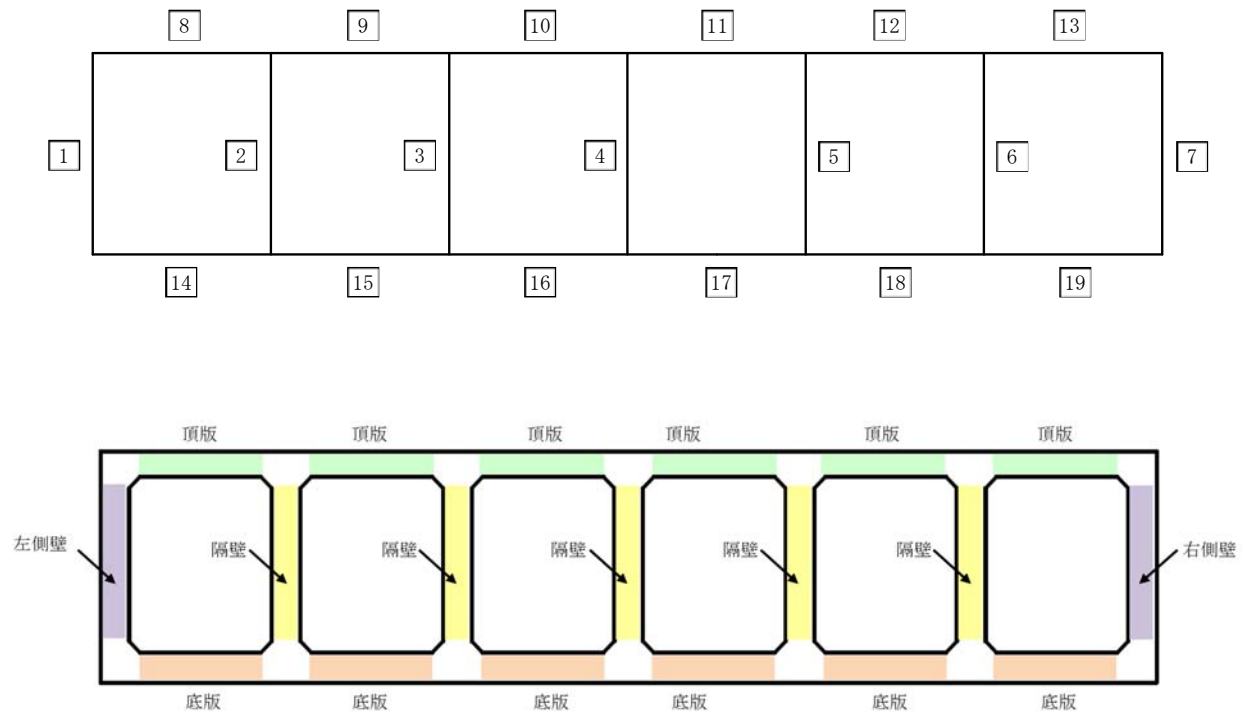 8 9 10 11 12 13
1 2 3 4 5 6 7
14 15 16 17 18 19
頂版 頂版 頂版 頂版 頂版 頂版
左側壁 隔壁 隔壁 隔壁 隔壁 隔壁 右側壁
底版 底版 底版 底版 底版 底版